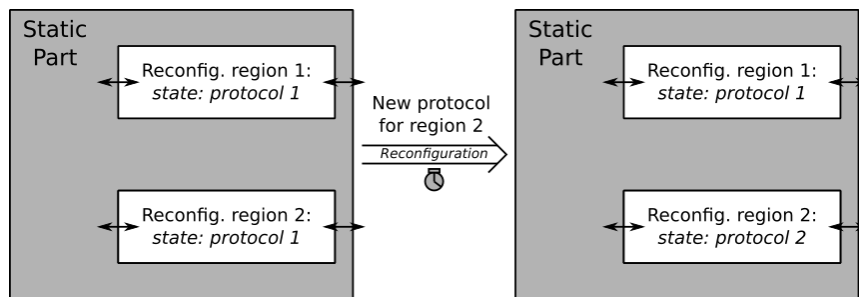 Static
Part
Reconfig. region 1:
state: protocol 1
Reconfig. region 2:
state: protocol 1
New protocol
for region 2
Reconfiguration
Static
Part
Reconfig. region 1:
state: protocol 1
Reconfig. region 2:
state: protocol 2